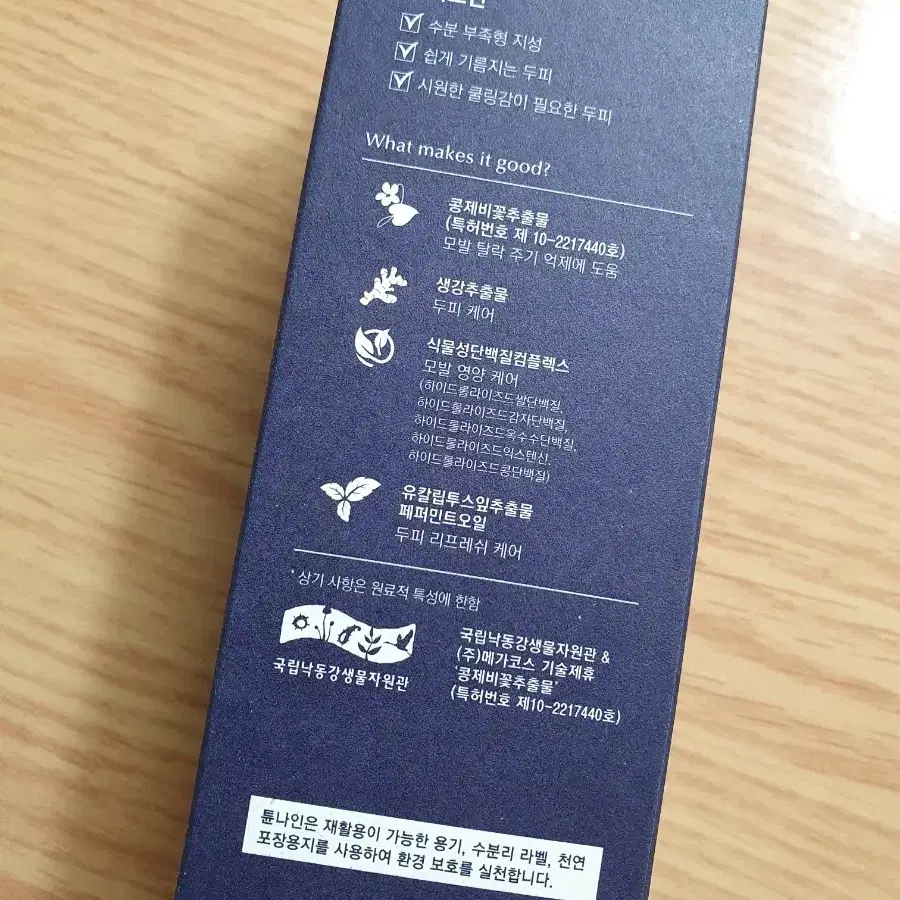 수분 부족형 지성
쉽게 기름지는 두피
시원한 쿨링감이 필요한 두피
What makes it good?
콩제비꽃추출물
(특허번호 제 10-2217440호)
모발 탈락 주기 억제에 도움
생강추출물
두피 케어
식물성단백질컴플렉스
모발 영양 케어
(하이드롤라이즈드쌀단백질,
하이드롤라이즈드감자단백질,
하이드롤라이즈드옥수수단백질,
하이드롤라이즈드익스텐신,
하이드롤라이즈드콩단백질)
유칼립투스잎추출물
페퍼민트오일
두피 리프레쉬 케어
* 상기 사항은 원료적 특성에 한함
국립낙동강생물자원관
국립낙동강생물자원관 &
(주)메가코스 기술제휴
'콩제비꽃추출물'
(특허번호 제10-2217440호)
튠나인은 재활용이 가능한 용기, 수분리 라벨, 천연
포장용지를 사용하여 환경 보호를 실천합니다.